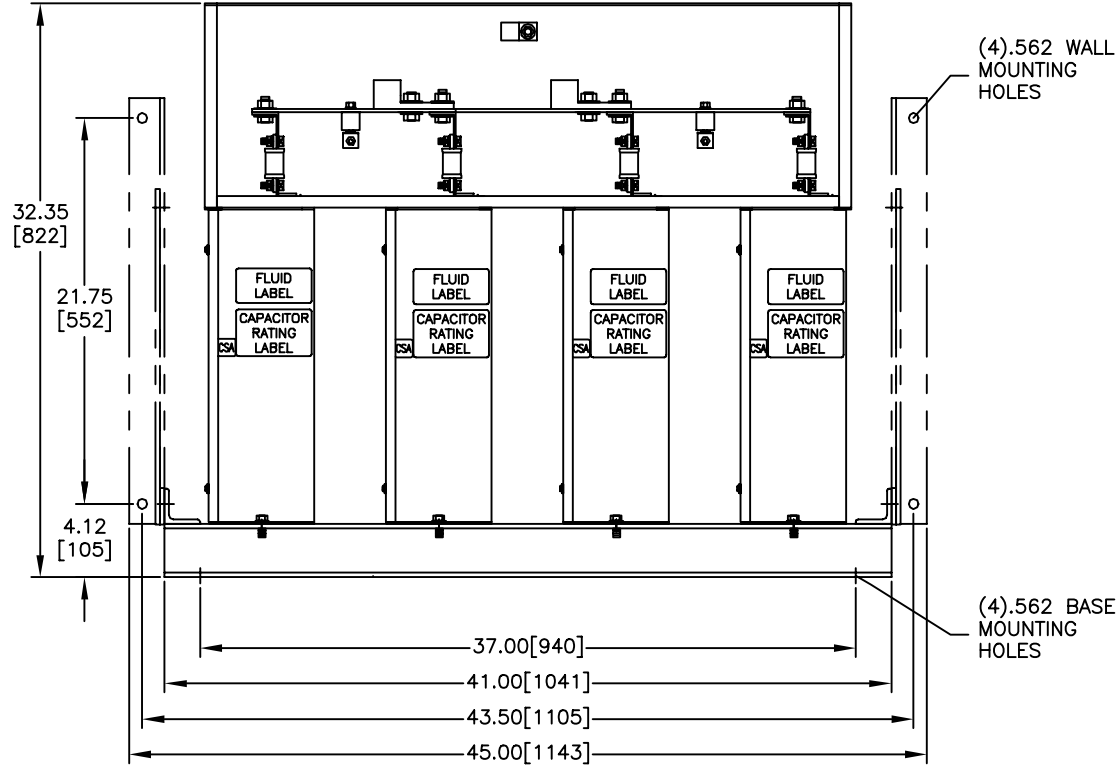 (4).562 WALL
MOUNTING
HOLES
32.35
[822]
21.75
[552]
4.12
[105]
FLUID
LABEL
CAPACITOR
RATING
LABEL
CSA
FLUID
LABEL
CAPACITOR
RATING
LABEL
CSA
FLUID
LABEL
CAPACITOR
RATING
LABEL
CSA
FLUID
LABEL
CAPACITOR
RATING
LABEL
CSA
(4).562 BASE
MOUNTING
HOLES
37.00[940]
41.00[1041]
43.50[1105]
45.00[1143]